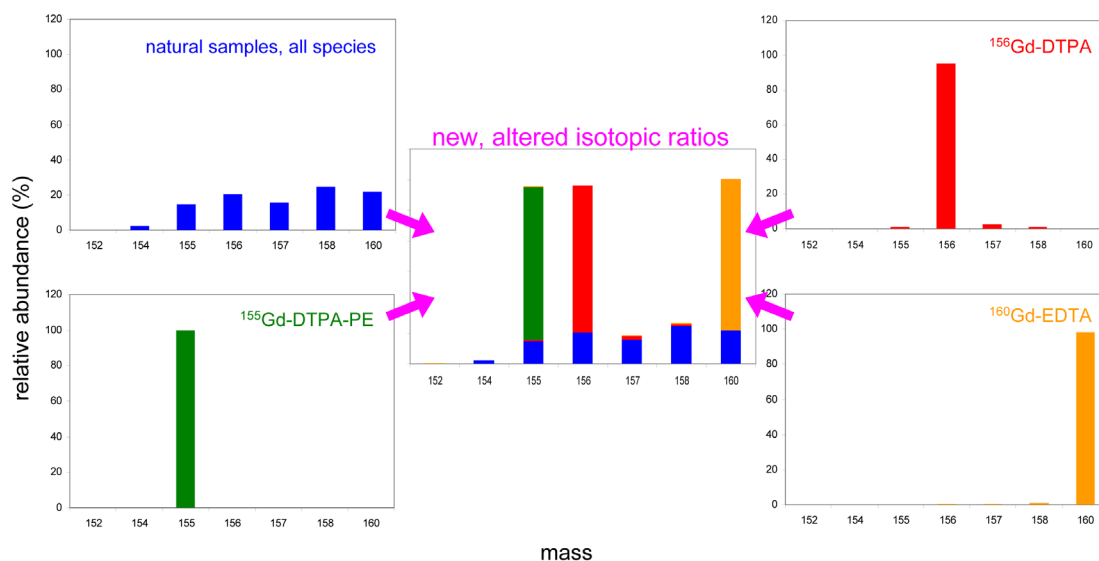 120
100
80
60
40
20
0
natural samples, all species
152 154 155 156 157 158 160
120
100
80
60
40
20
0
¹⁵⁶Gd-DTPA
152 154 155 156 157 158 160
new, altered isotopic ratios
152 154 155 156 157 158 160
relative abundance (%)
120
100
80
60
40
20
0
¹⁵⁵Gd-DTPA-PE
152 154 155 156 157 158 160
120
100
80
60
40
20
0
¹⁶⁰Gd-EDTA
152 154 155 156 157 158 160
mass